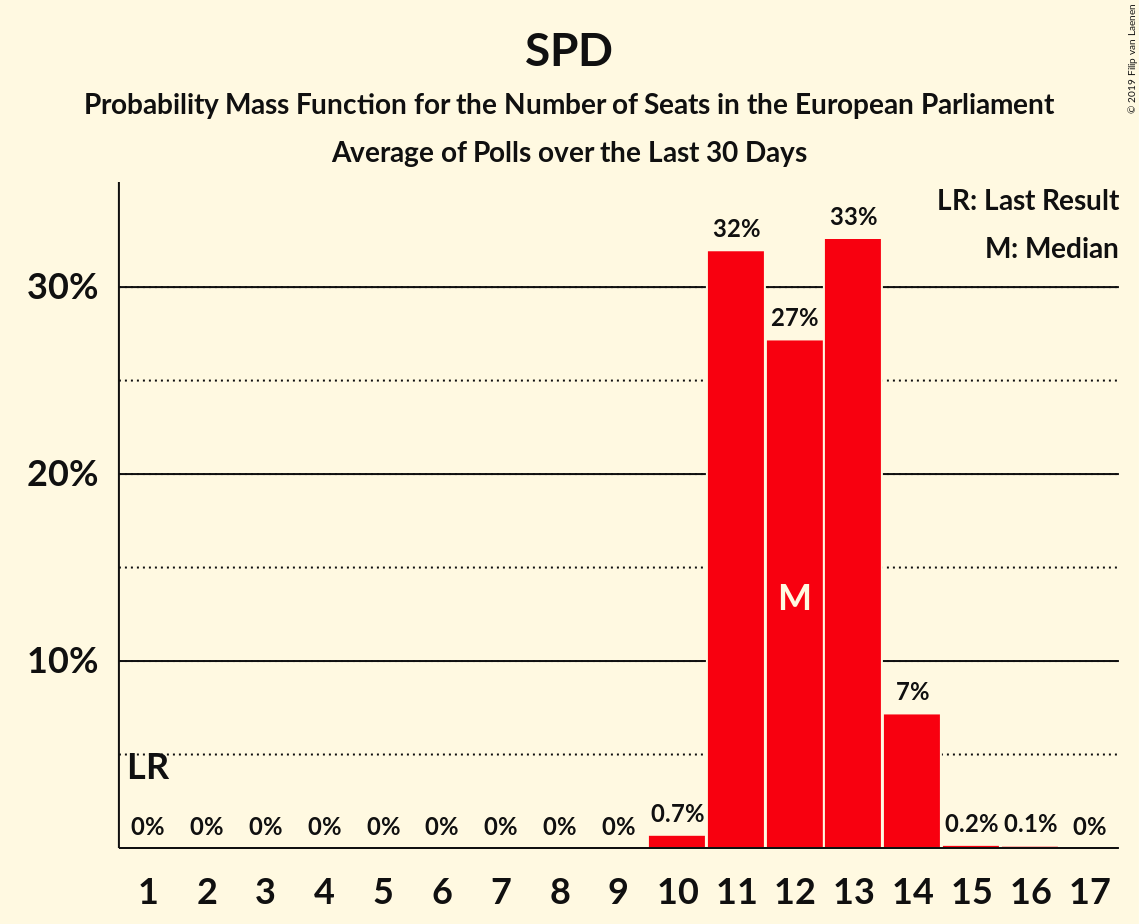 SPD
Probability Mass Function for the Number of Seats in the European Parliament
Average of Polls over the Last 30 Days
© 2019 Filip van Laenen
LR: Last Result
M: Median
30%
20%
10%
LR
M
0% 0% 0% 0% 0% 0% 0% 0% 0% 0.7% 32% 27% 33% 7% 0.2% 0.1% 0%
1 2 3 4 5 6 7 8 9 10 11 12 13 14 15 16 17